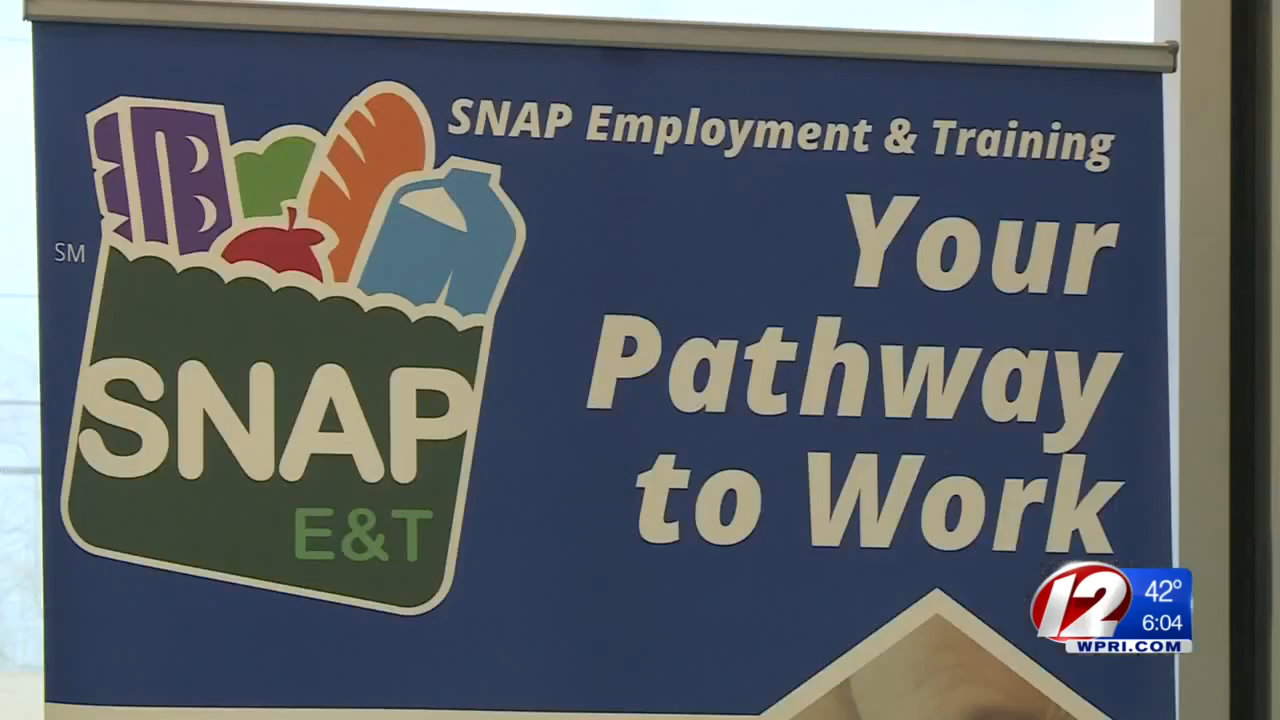 SNAP Employment & Training
Your
Pathway
to Work
SM
SNAP
E&T
12
42°
6:04
WPRI.COM